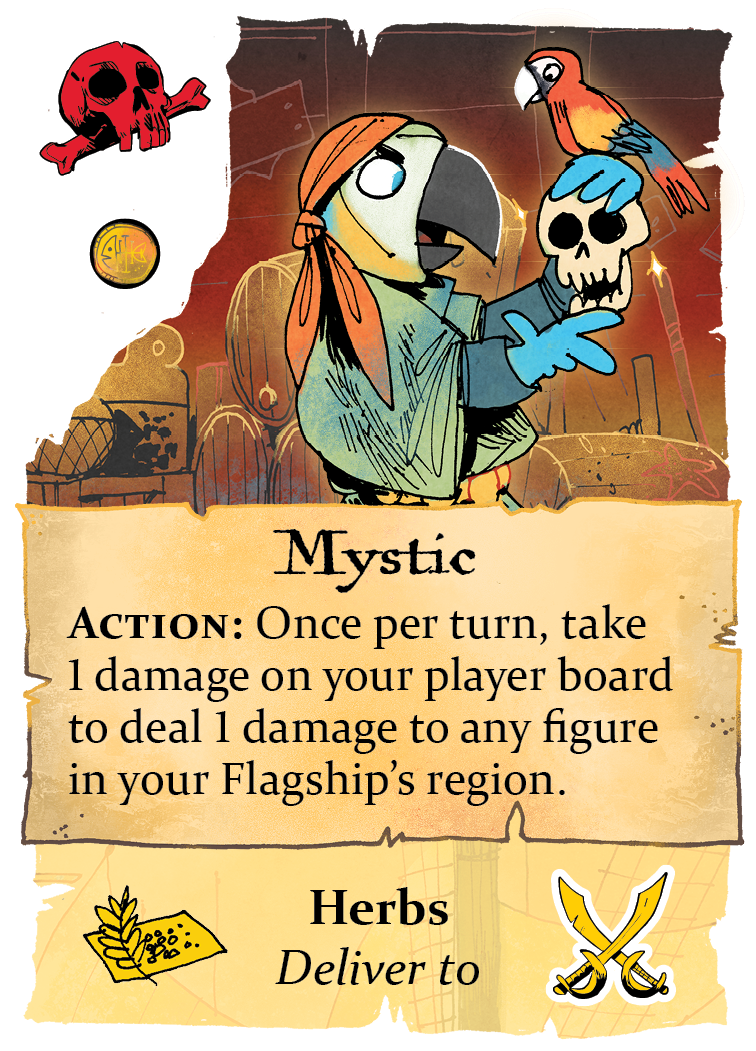 Mystic
ACTION: Once per turn, take
1 damage on your player board
to deal 1 damage to any figure
in your Flagship's region.
Herbs
Deliver to